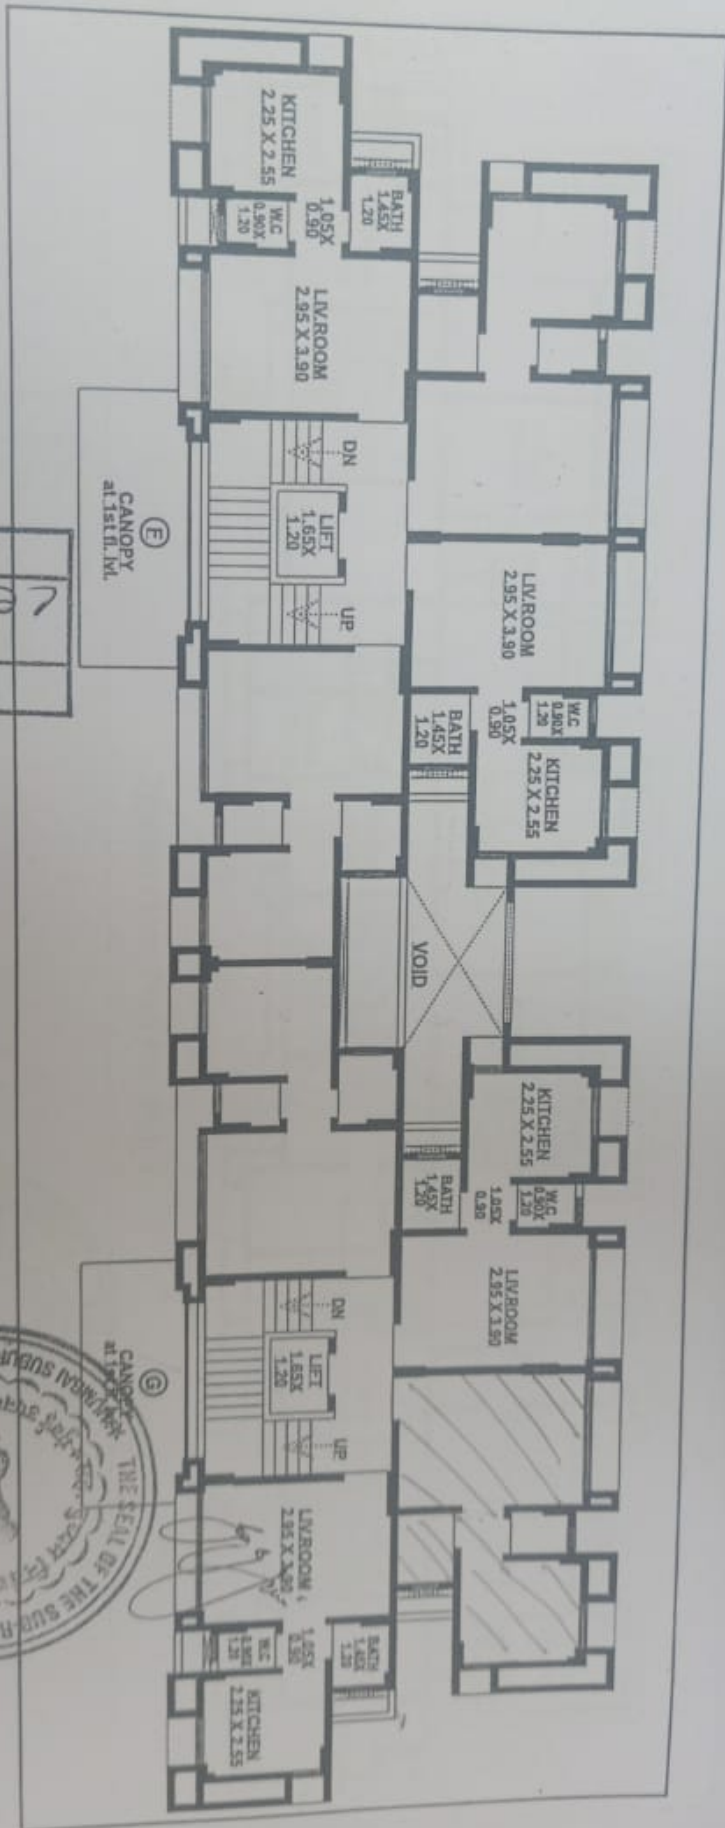 KITCHEN
2.25 X 2.55
BATH
1.45X
1.20
1.05X
0.90
W.C
0.90X
1.20
LIV.ROOM
2.95 X 3.90
DN
LIFT
1.65X
1.20
UP
F
CANOPY
at 1st fl. lvl.
LIV.ROOM
2.95 X 3.90
W.C
0.90X
1.20
1.05X
0.90
BATH
1.45X
1.20
KITCHEN
2.25 X 2.55
VOID
KITCHEN
2.25 X 2.55
W.C
0.90X
1.20
1.05X
0.90
BATH
1.45X
1.20
LIV.ROOM
2.95 X 3.90
DN
LIFT
1.65X
1.20
UP
G
CANOPY
at 1st
LIV.ROOM
2.95 X 3.90
BATH
1.45X
1.20
1.05X
0.90
W.C
0.90X
1.20
KITCHEN
2.25 X 2.55
THE SEAL OF THE SUB-R